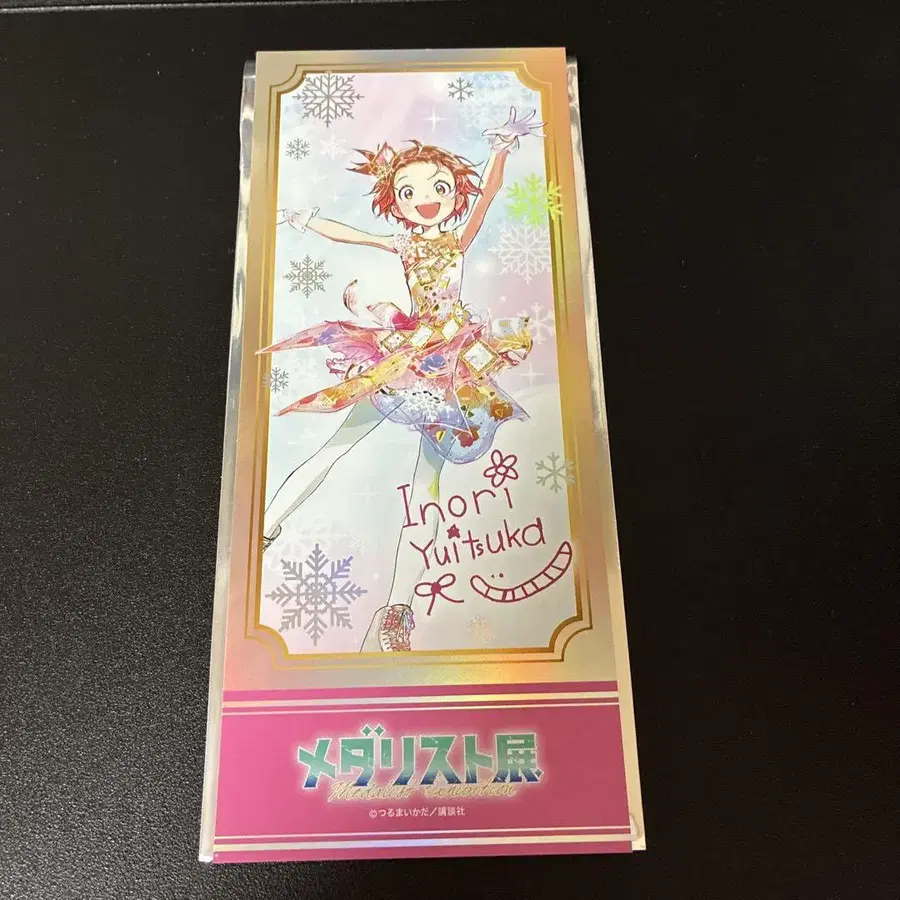 Inori
Yuitsuka
メダリスト展
Medalist exhibition
©つるまいかだ／講談社